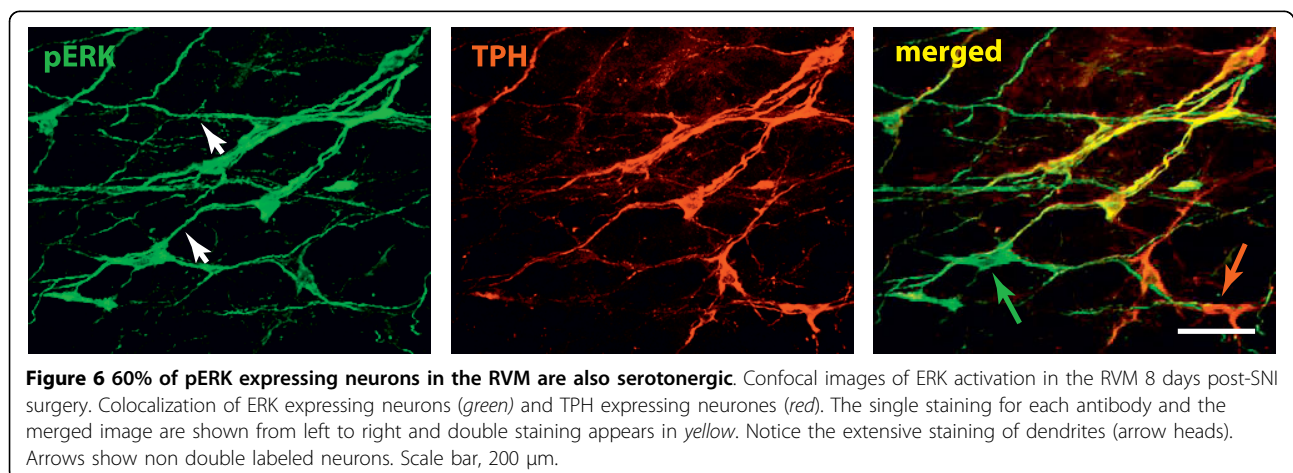 pERK TPH merged
Figure 6 60% of pERK expressing neurons in the RVM are also serotonergic. Confocal images of ERK activation in the RVM 8 days post-SNI
surgery. Colocalization of ERK expressing neurons (green) and TPH expressing neurones (red). The single staining for each antibody and the
merged image are shown from left to right and double staining appears in yellow. Notice the extensive staining of dendrites (arrow heads).
Arrows show non double labeled neurons. Scale bar, 200 μm.